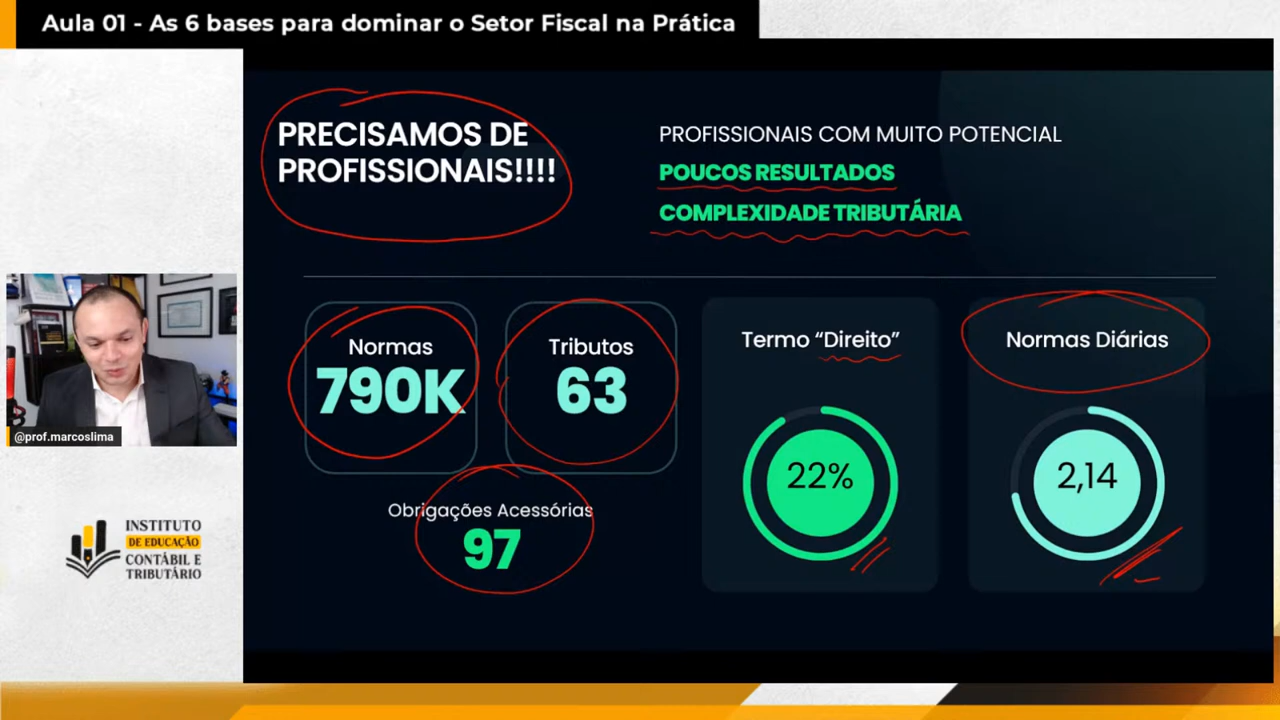 Aula 01 - As 6 bases para dominar o Setor Fiscal na Prática
PRECISAMOS DE
PROFISSIONAIS!!!!
PROFISSIONAIS COM MUITO POTENCIAL
POUCOS RESULTADOS
COMPLEXIDADE TRIBUTÁRIA
Normas
790K
Tributos
63
Obrigações Acessórias
97
Termo “Direito”
22%
Normas Diárias
2,14
@prof.marcoslima
INSTITUTO
DE EDUCAÇÃO
CONTÁBIL E
TRIBUTÁRIO